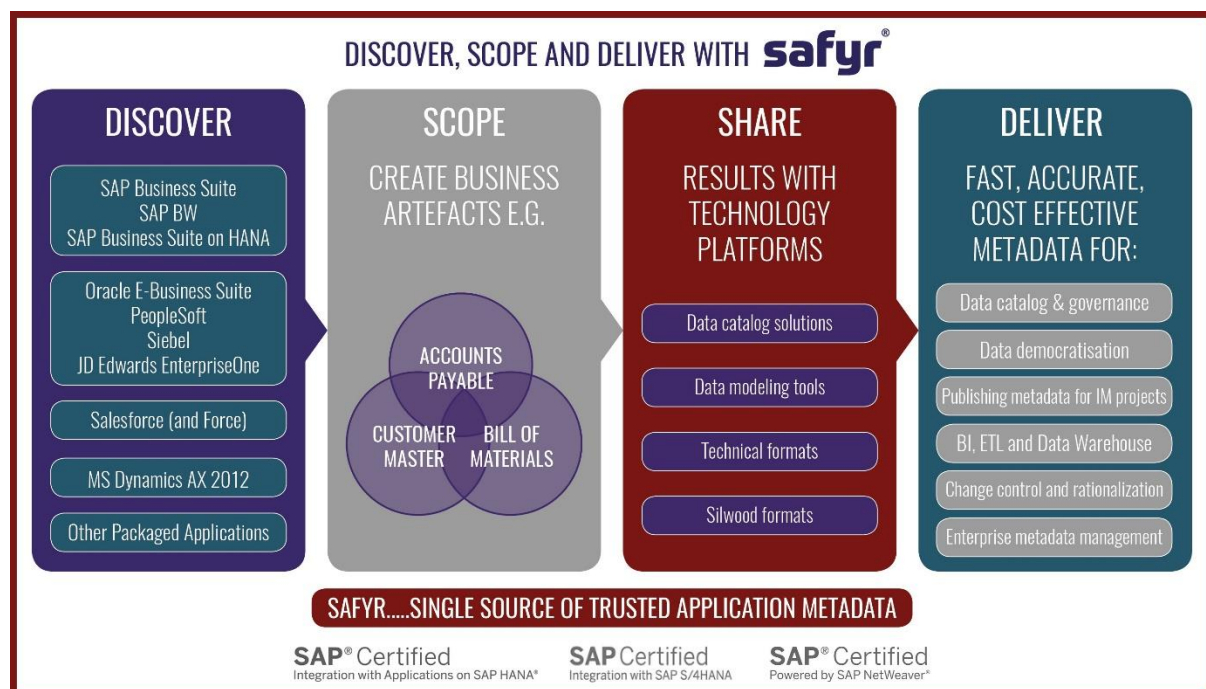 DISCOVER, SCOPE AND DELIVER WITH safyr®
DISCOVER
SAP Business Suite
SAP BW
SAP Business Suite on HANA
Oracle E-Business Suite
PeopleSoft
Siebel
JD Edwards EnterpriseOne
Salesforce (and Force)
MS Dynamics AX 2012
Other Packaged Applications
SCOPE
CREATE BUSINESS
ARTEFACTS E.G.
ACCOUNTS
PAYABLE
CUSTOMER
MASTER
BILL OF
MATERIALS
SHARE
RESULTS WITH
TECHNOLOGY
PLATFORMS
Data catalog solutions
Data modeling tools
Technical formats
Silwood formats
DELIVER
FAST, ACCURATE,
COST EFFECTIVE
METADATA FOR:
Data catalog & governance
Data democratisation
Publishing metadata for IM projects
BI, ETL and Data Warehouse
Change control and rationalization
Enterprise metadata management
SAFYR.....SINGLE SOURCE OF TRUSTED APPLICATION METADATA
SAP® Certified
Integration with Applications on SAP HANA®
SAP Certified
Integration with SAP S/4HANA
SAP® Certified
Powered by SAP NetWeaver®